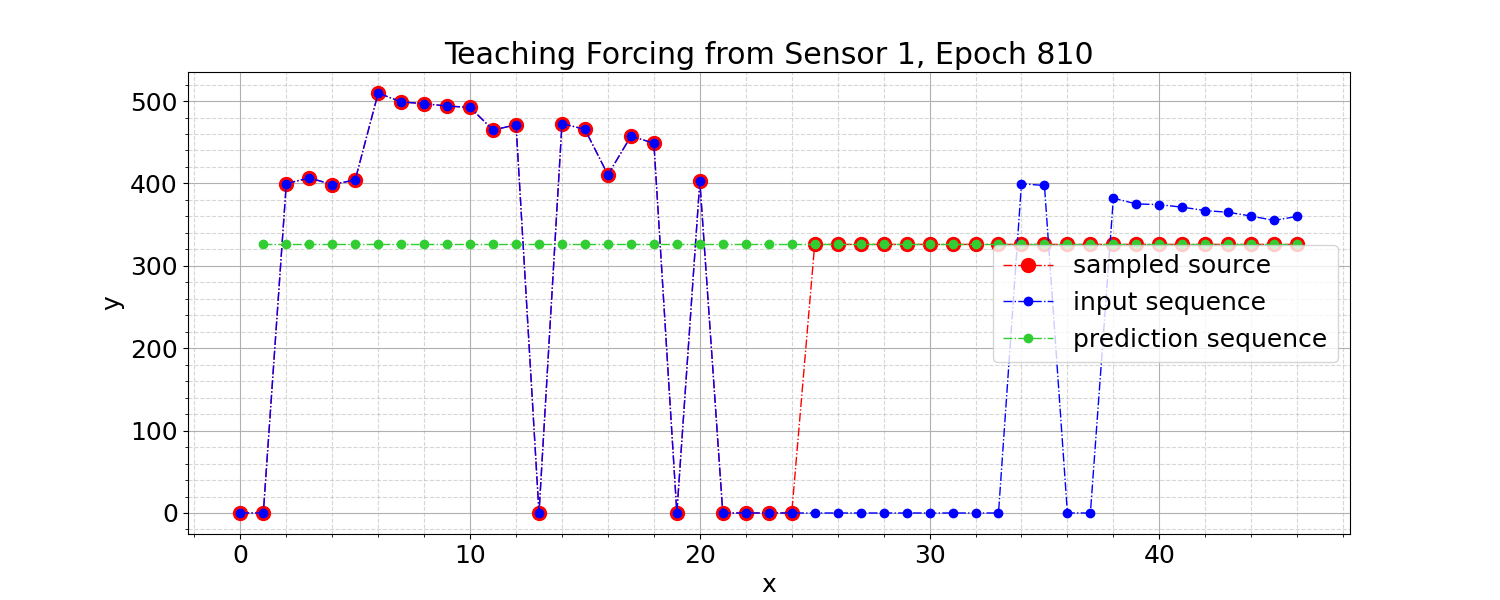 Teaching Forcing from Sensor 1, Epoch 810
500
400
300
200
100
0
y
sampled source
input sequence
prediction sequence
0 10 20 30 40
x